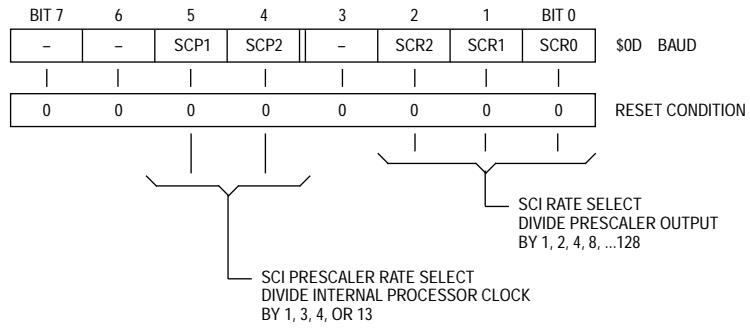 BIT 7 6 5 4 3 2 1 BIT 0
– – SCP1 SCP2 – SCR2 SCR1 SCR0 $0D BAUD
0 0 0 0 0 0 0 0 RESET CONDITION
SCI RATE SELECT
DIVIDE PRESCALER OUTPUT
BY 1, 2, 4, 8, ...128
SCI PRESCALER RATE SELECT
DIVIDE INTERNAL PROCESSOR CLOCK
BY 1, 3, 4, OR 13